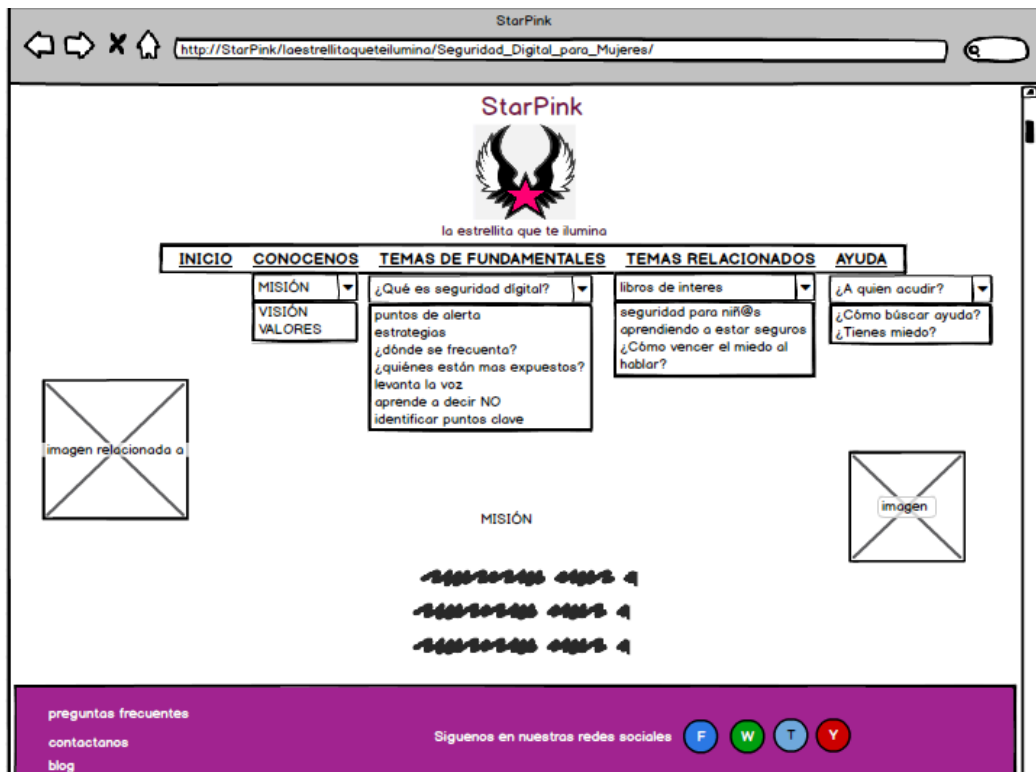 StarPink
http://StarPink/laestrellitaqueteilumina/Seguridad_Digital_para_Mujeres/
StarPink
la estrellita que te ilumina
INICIO CONOCENOS TEMAS DE FUNDAMENTALES TEMAS RELACIONADOS AYUDA
MISIÓN
VISIÓN
VALORES
¿Qué es seguridad dígital?
puntos de alerta
estrategias
¿dónde se frecuenta?
¿quiénes están mas expuestos?
levanta la voz
aprende a decir NO
identificar puntos clave
libros de interes
seguridad para niñ@s
aprendiendo a estar seguros
¿Cómo vencer el miedo al
hablar?
¿A quien acudir?
¿Cómo búscar ayuda?
¿Tienes miedo?
imagen relacionada a
imagen
MISIÓN
preguntas frecuentes
contactanos
blog
Siguenos en nuestras redes sociales F W T Y